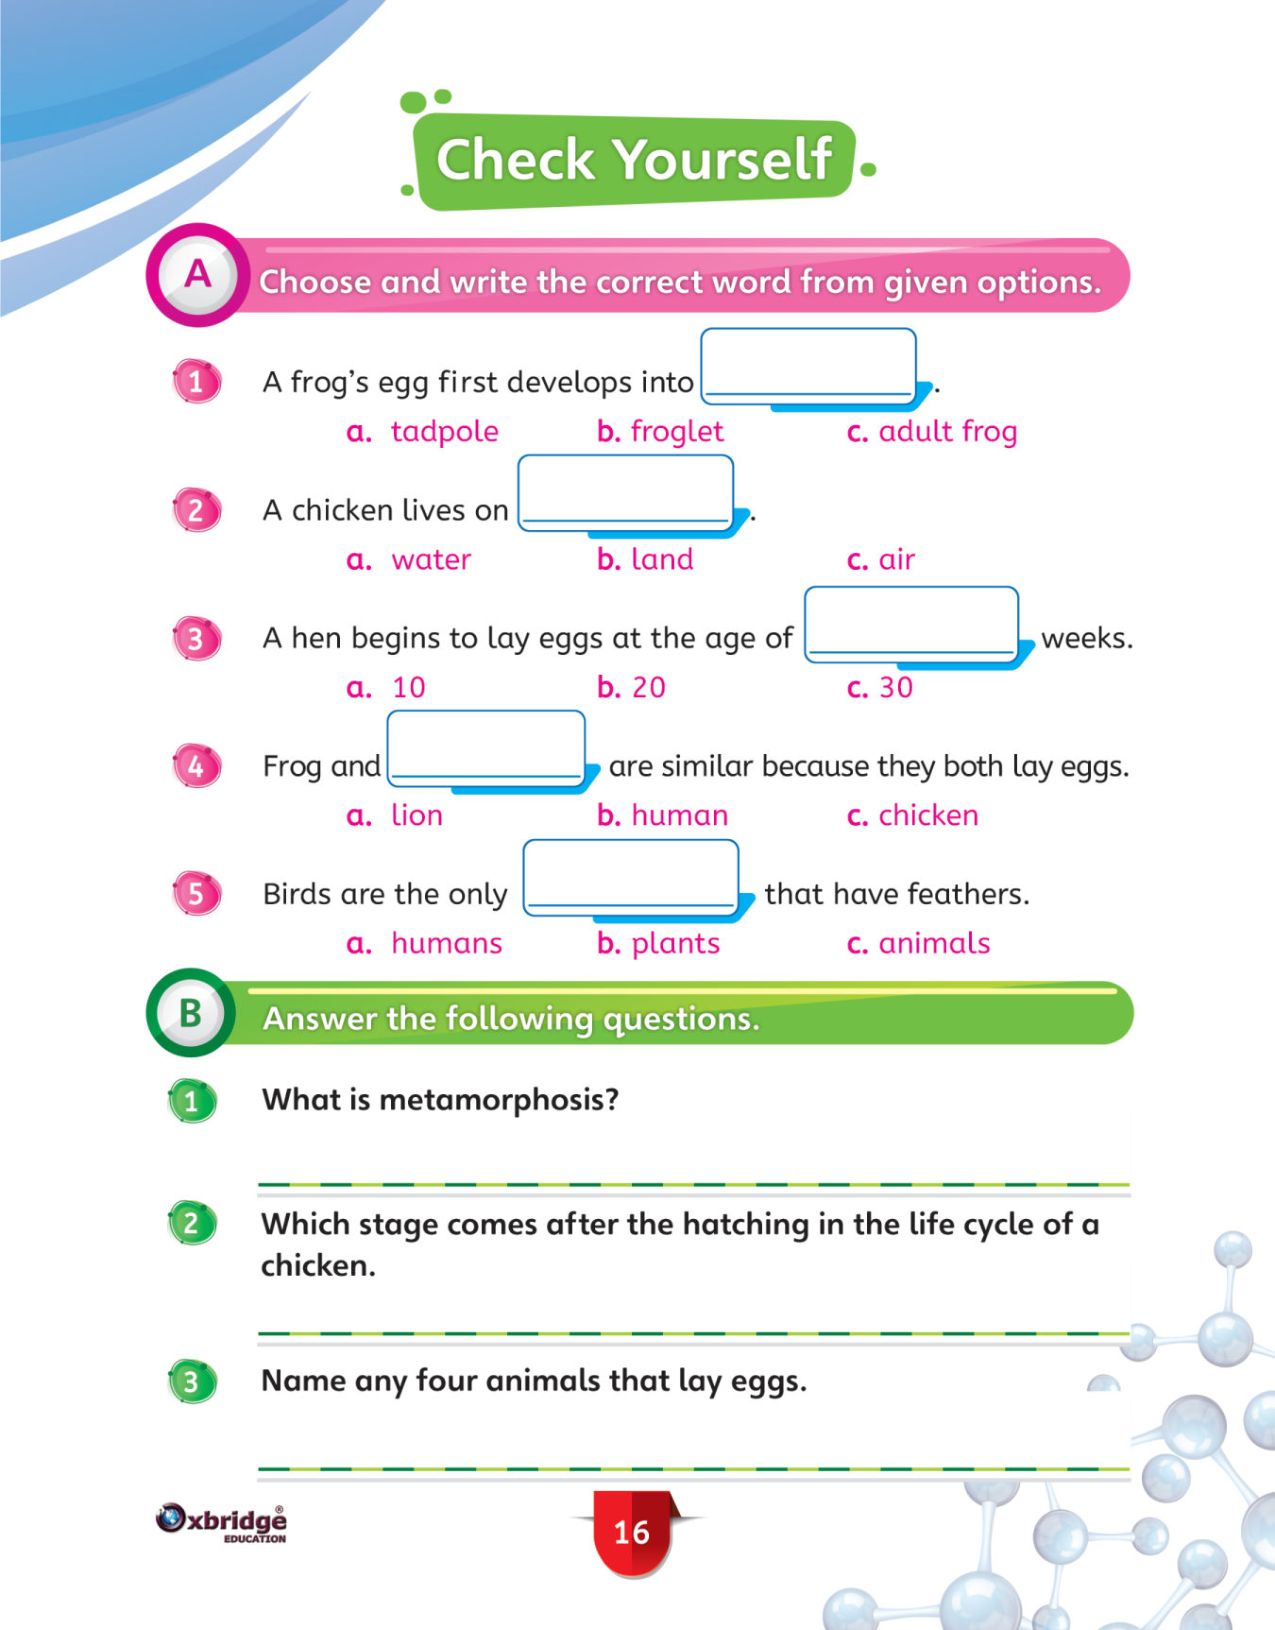 Check Yourself
A
Choose and write the correct word from given options.
1 A frog's egg first develops into .
a. tadpole b. froglet c. adult frog
2 A chicken lives on .
a. water b. land c. air
3 A hen begins to lay eggs at the age of weeks.
a. 10 b. 20 c. 30
4 Frog and are similar because they both lay eggs.
a. lion b. human c. chicken
5 Birds are the only that have feathers.
a. humans b. plants c. animals
B
Answer the following questions.
1 What is metamorphosis?
2 Which stage comes after the hatching in the life cycle of a
chicken.
3 Name any four animals that lay eggs.
Oxbridge®
EDUCATION
16